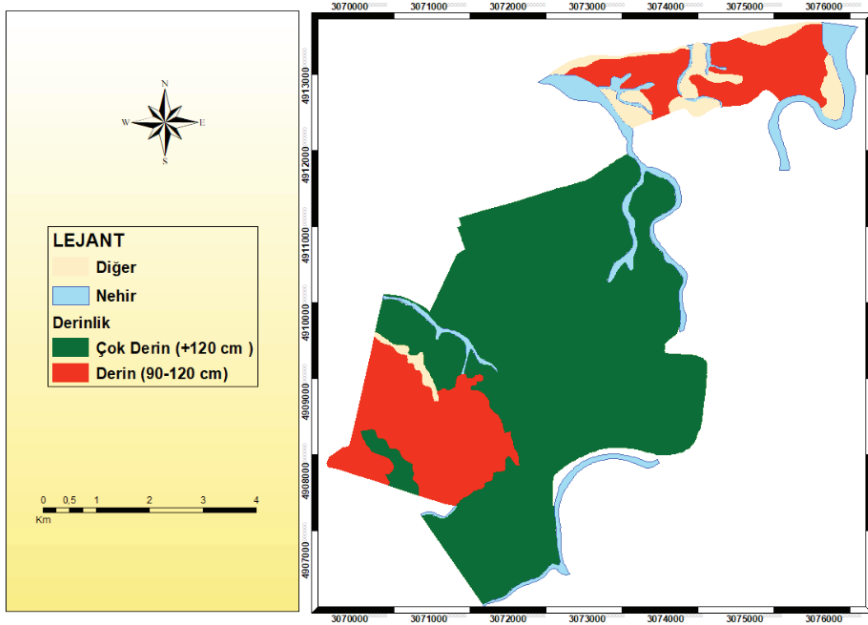 N
W E
S
LEJANT
Diğer
Nehir
Derinlik
Çok Derin (+120 cm )
Derin (90-120 cm)
0 0,5 1 2 3 4
Km
3070000 3071000 3072000 3073000 3074000 3075000 3076000
4913000
4912000
4911000
4910000
4909000
4908000
4907000
3070000 3071000 3072000 3073000 3074000 3075000 3076000